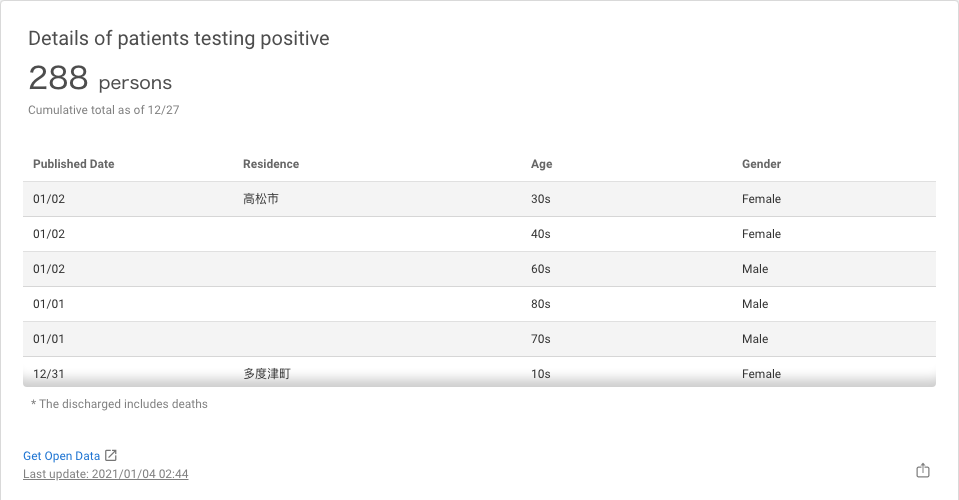 Details of patients testing positive
288 persons
Cumulative total as of 12/27
Published Date Residence Age Gender
01/02 高松市 30s Female
01/02 40s Female
01/02 60s Male
01/01 80s Male
01/01 70s Male
12/31 多度津町 10s Female
* The discharged includes deaths
Get Open Data
Last update: 2021/01/04 02:44